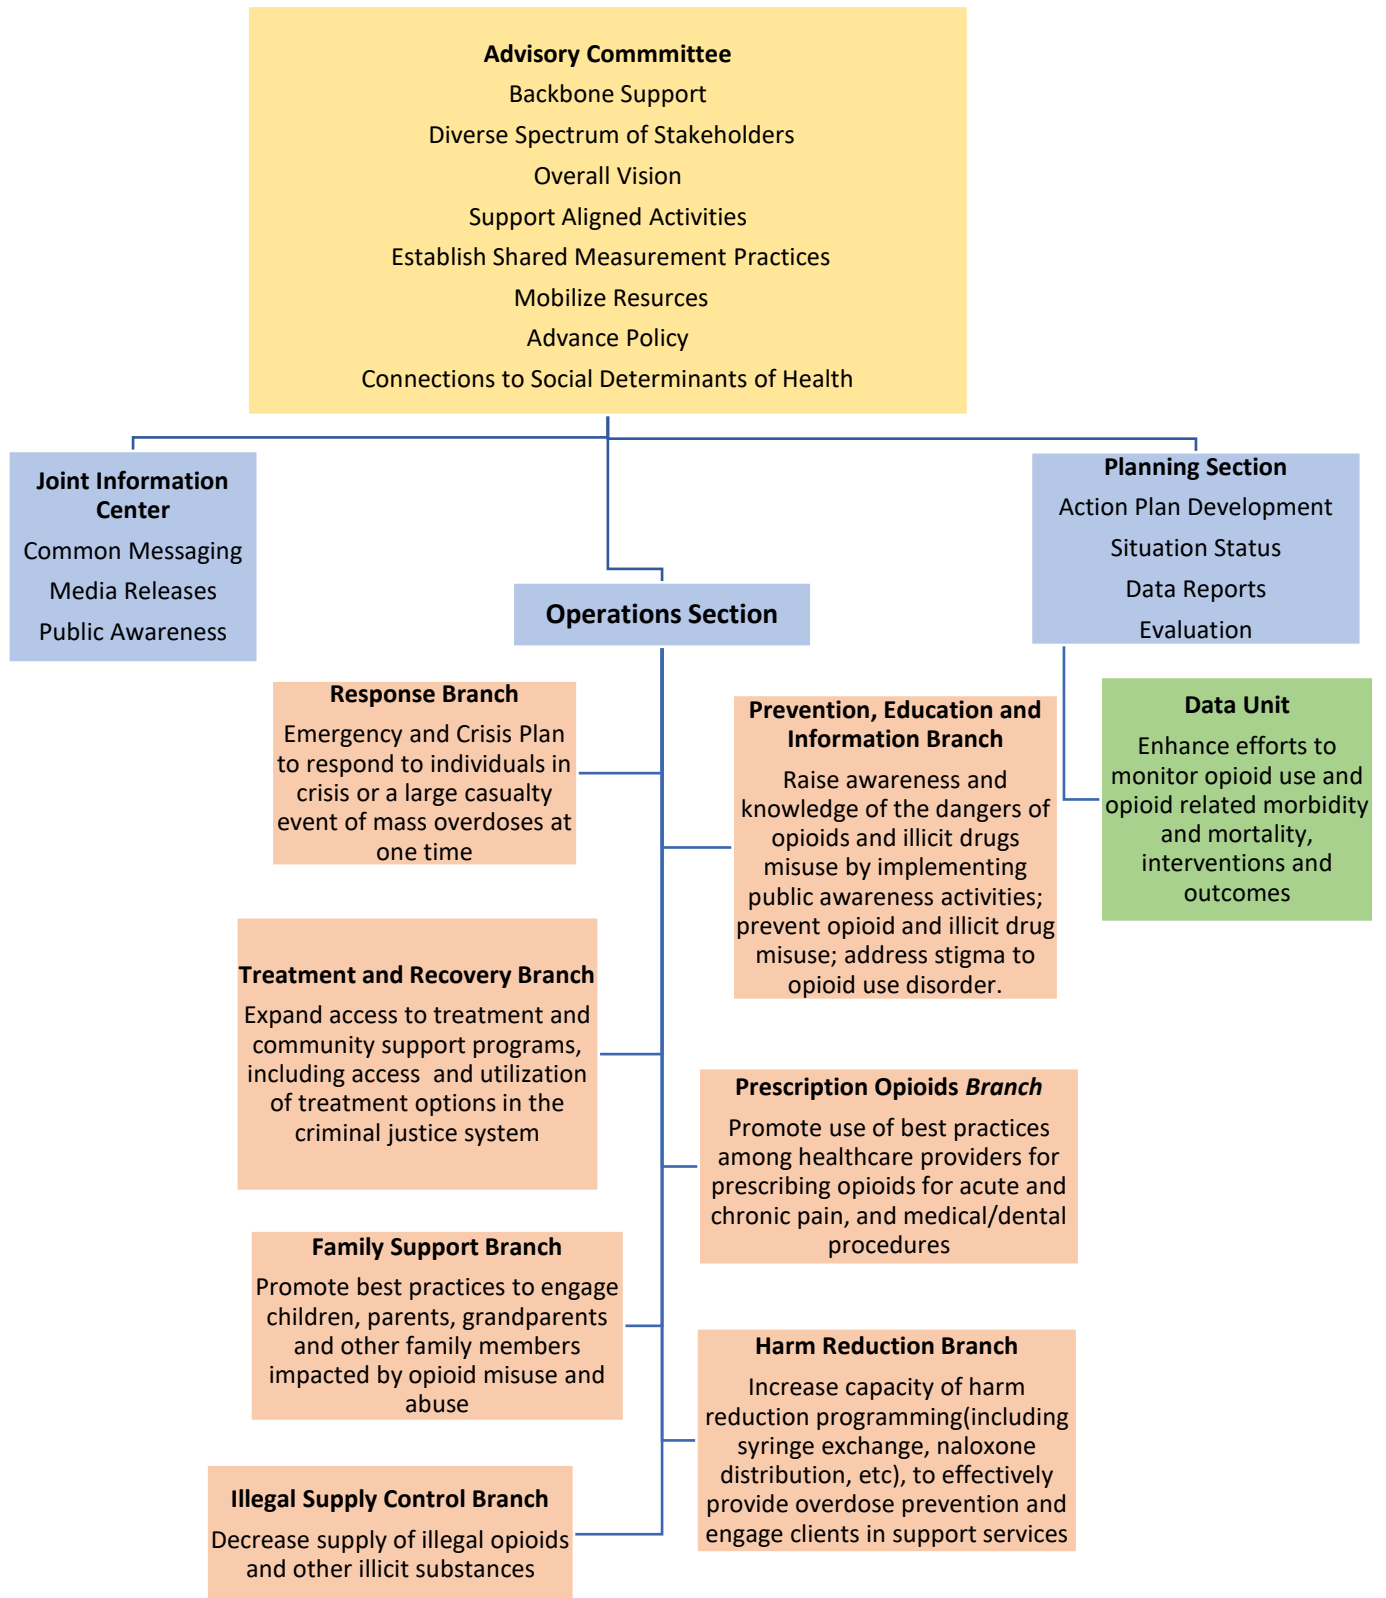 Advisory Commmittee
Backbone Support
Diverse Spectrum of Stakeholders
Overall Vision
Support Aligned Activities
Establish Shared Measurement Practices
Mobilize Resurces
Advance Policy
Connections to Social Determinants of Health
Joint Information
Center
Common Messaging
Media Releases
Public Awareness
Planning Section
Action Plan Development
Situation Status
Data Reports
Evaluation
Operations Section
Data Unit
Enhance efforts to
monitor opioid use and
opioid related morbidity
and mortality,
interventions and
outcomes
Response Branch
Emergency and Crisis Plan
to respond to individuals in
crisis or a large casualty
event of mass overdoses at
one time
Prevention, Education and
Information Branch
Raise awareness and
knowledge of the dangers of
opioids and illicit drugs
misuse by implementing
public awareness activities;
prevent opioid and illicit drug
misuse; address stigma to
opioid use disorder.
Treatment and Recovery Branch
Expand access to treatment and
community support programs,
including access  and utilization
of treatment options in the
criminal justice system
Prescription Opioids Branch
Promote use of best practices
among healthcare providers for
prescribing opioids for acute and
chronic pain, and medical/dental
procedures
Family Support Branch
Promote best practices to engage
children, parents, grandparents
and other family members
impacted by opioid misuse and
abuse
Harm Reduction Branch
Increase capacity of harm
reduction programming(including
syringe exchange, naloxone
distribution, etc), to effectively
provide overdose prevention and
engage clients in support services
Illegal Supply Control Branch
Decrease supply of illegal opioids
and other illicit substances